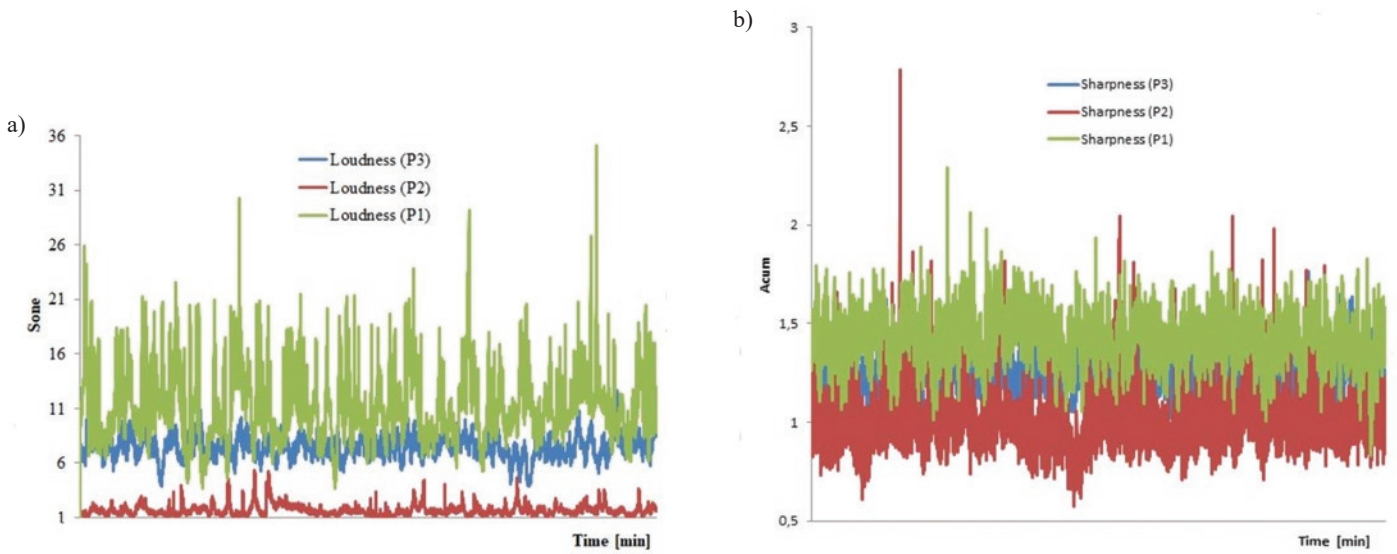 a)
36
31
26
21
16
11
6
1
Sone
Loudness (P3)
Loudness (P2)
Loudness (P1)
Time [min]
b)
3
2,5
2
1,5
1
0,5
Acum
Sharpness (P3)
Sharpness (P2)
Sharpness (P1)
Time [min]